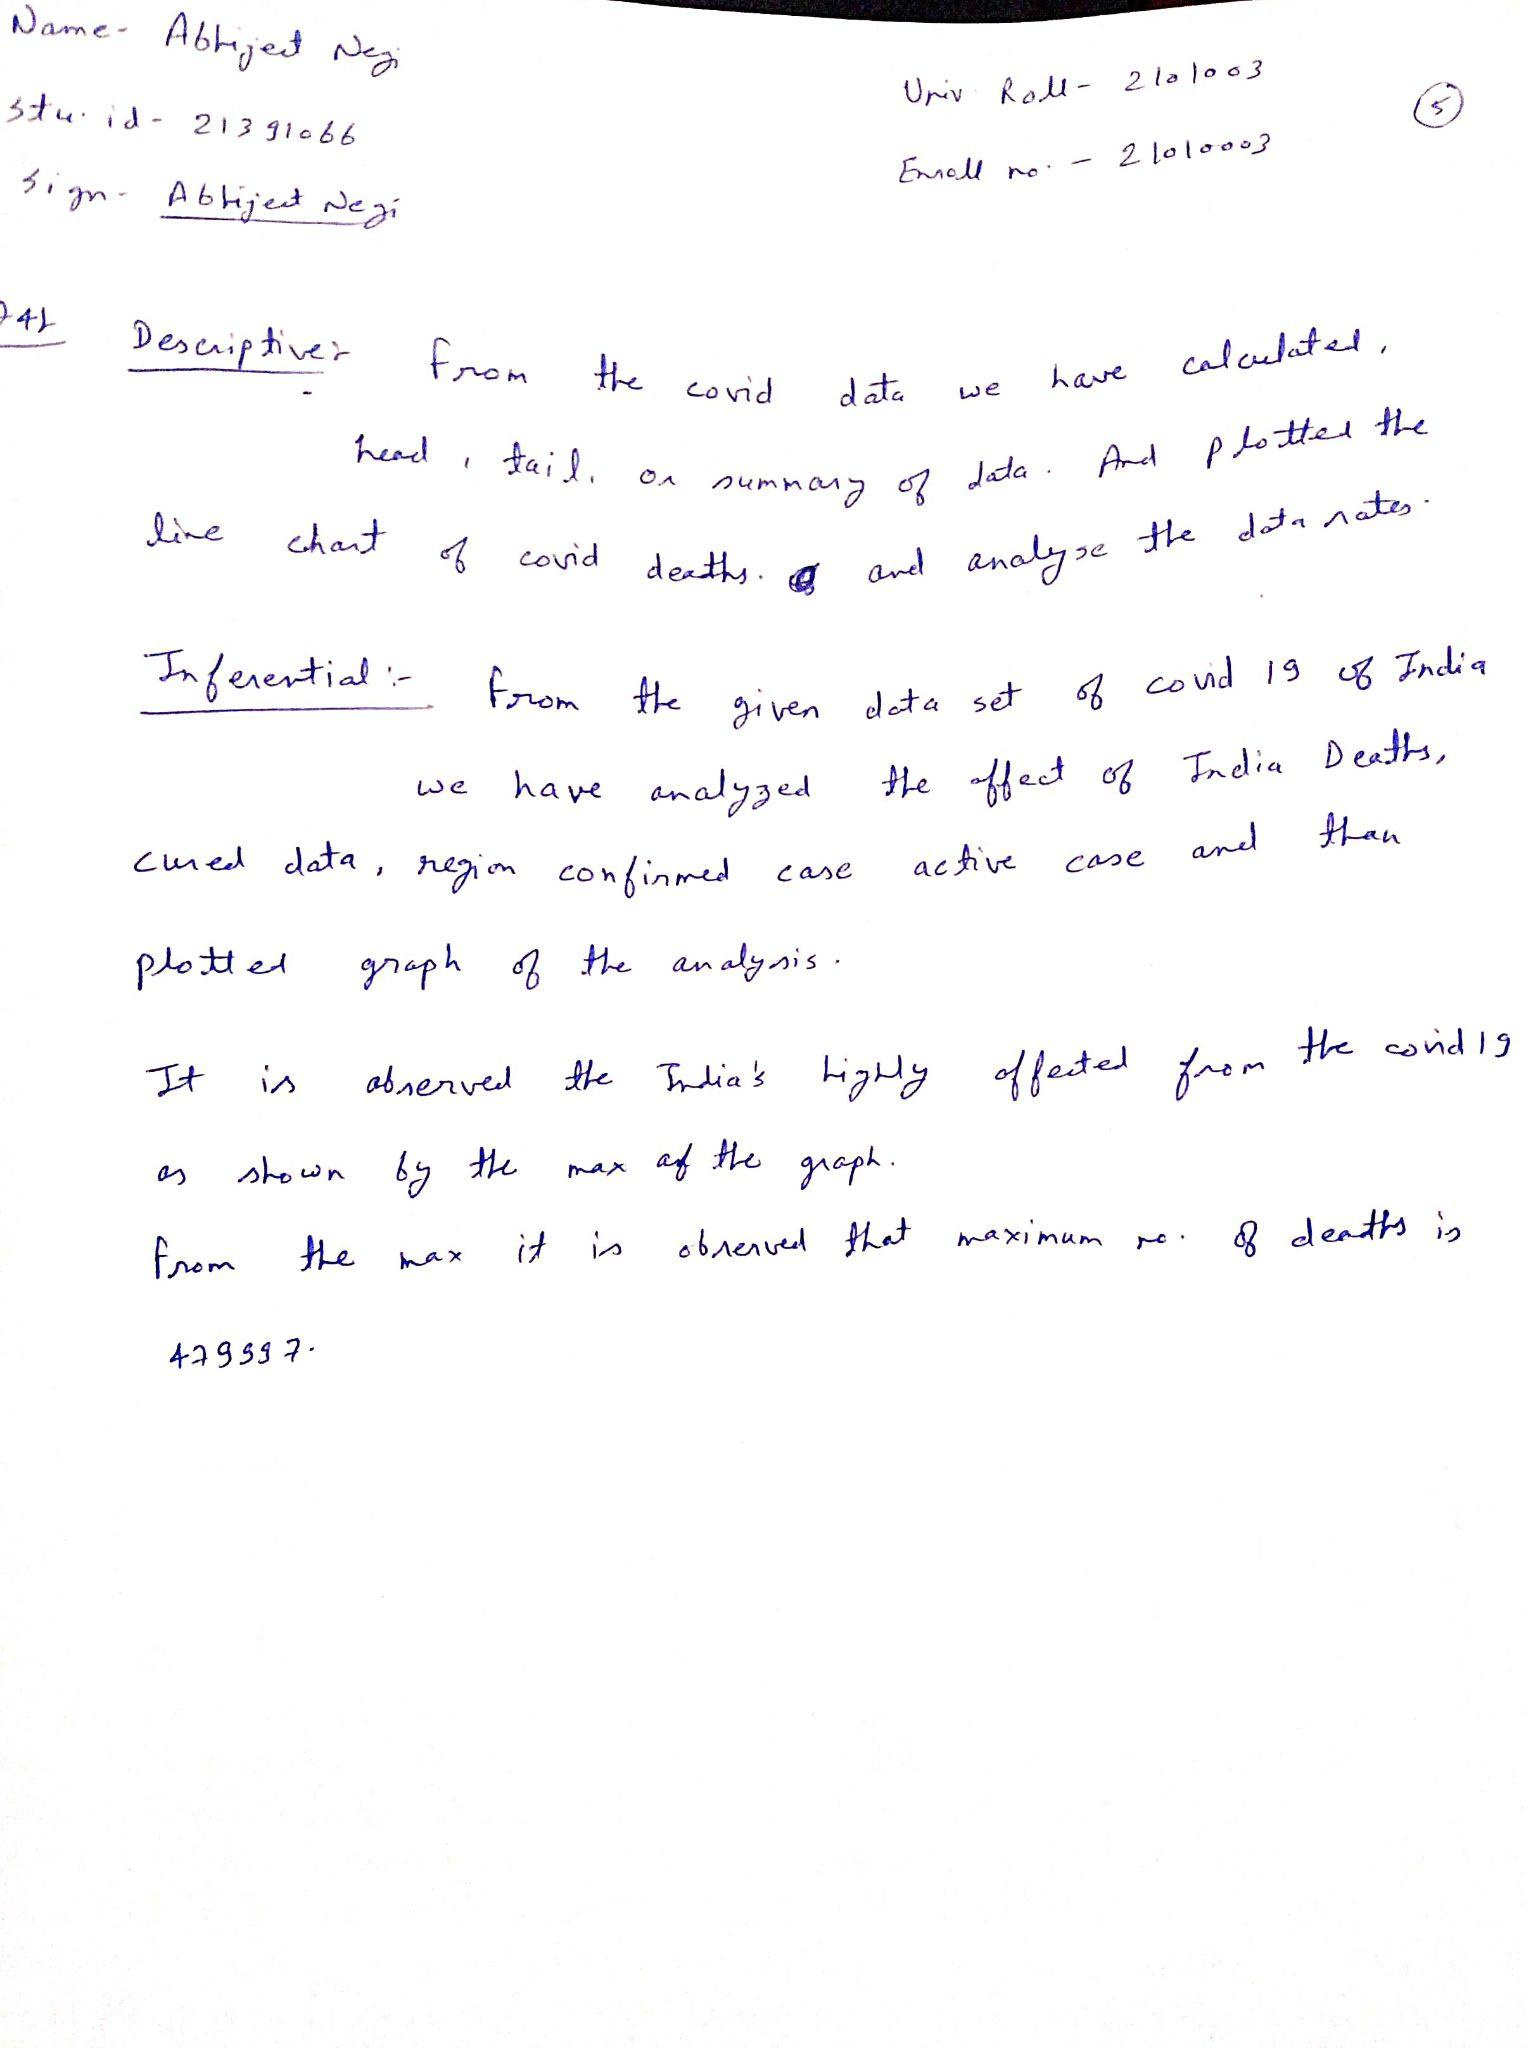 Name- Abhijeet Negi
Univ Roll- 2101003
5
Stu. id- 21391066
Enroll no. - 21010003
Sign- Abhijeet Negi
Descriptive:- From the covid data we have calculated,
head, tail, or summary of data. And plotted the
line chart of covid deaths. and analyse the data rates.
Inferential:- From the given data set of covid 19 of India
we have analyzed the affect of India Deaths,
cured data, region confirmed case active case and than
plotted graph of the analysis.
It is observed the India's highly affected from the covid 19
as shown by the max of the graph.
From the max it is observed that maximum no. of deaths is
479997.